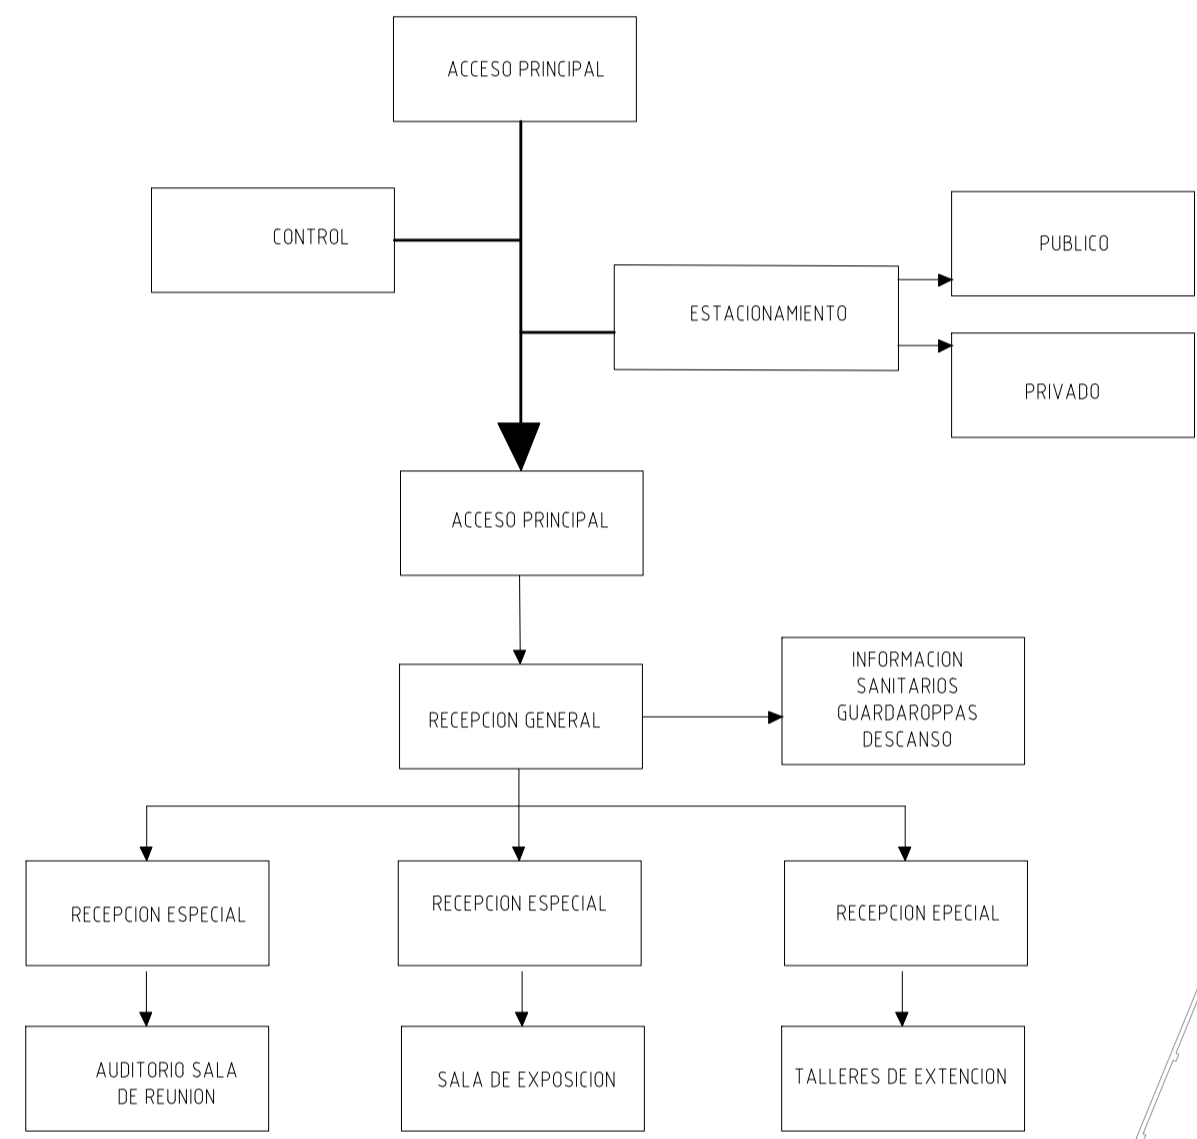 ACCESO PRINCIPAL
CONTROL
PUBLICO
ESTACIONAMIENTO
PRIVADO
ACCESO PRINCIPAL
INFORMACION
SANITARIOS
GUARDAROPPAS
DESCANSO
RECEPCION GENERAL
RECEPCION ESPECIAL
RECEPCION ESPECIAL
RECEPCION EPECIAL
AUDITORIO SALA
DE REUNION
SALA DE EXPOSICION
TALLERES DE EXTENCION